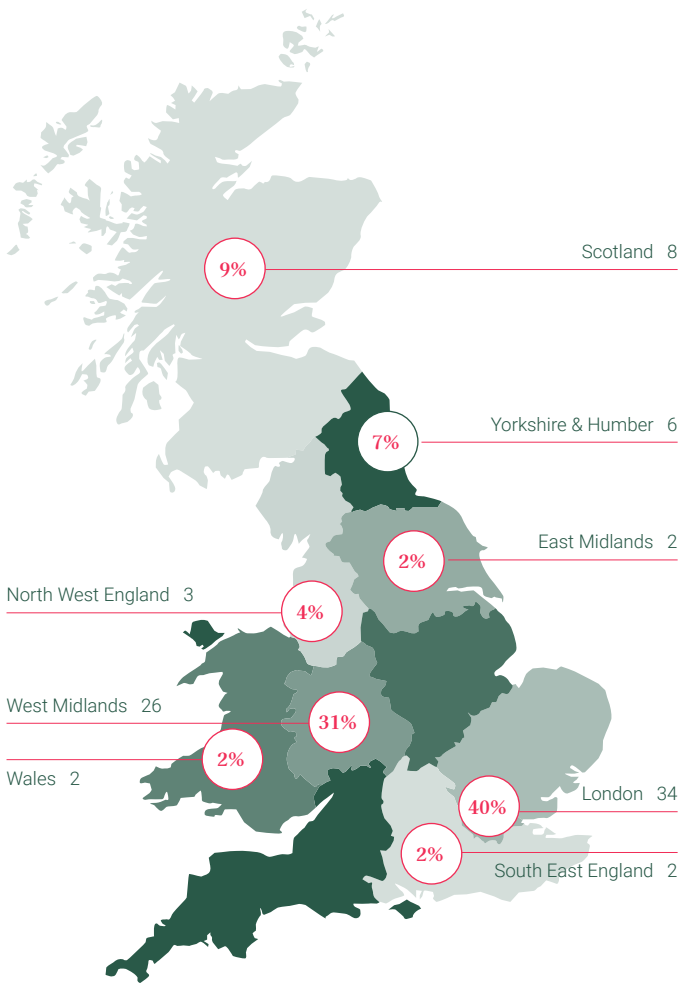 Scotland 8
9%
Yorkshire & Humber 6
7%
East Midlands 2
2%
North West England 3
4%
West Midlands 26
31%
Wales 2
2%
London 34
40%
South East England 2
2%